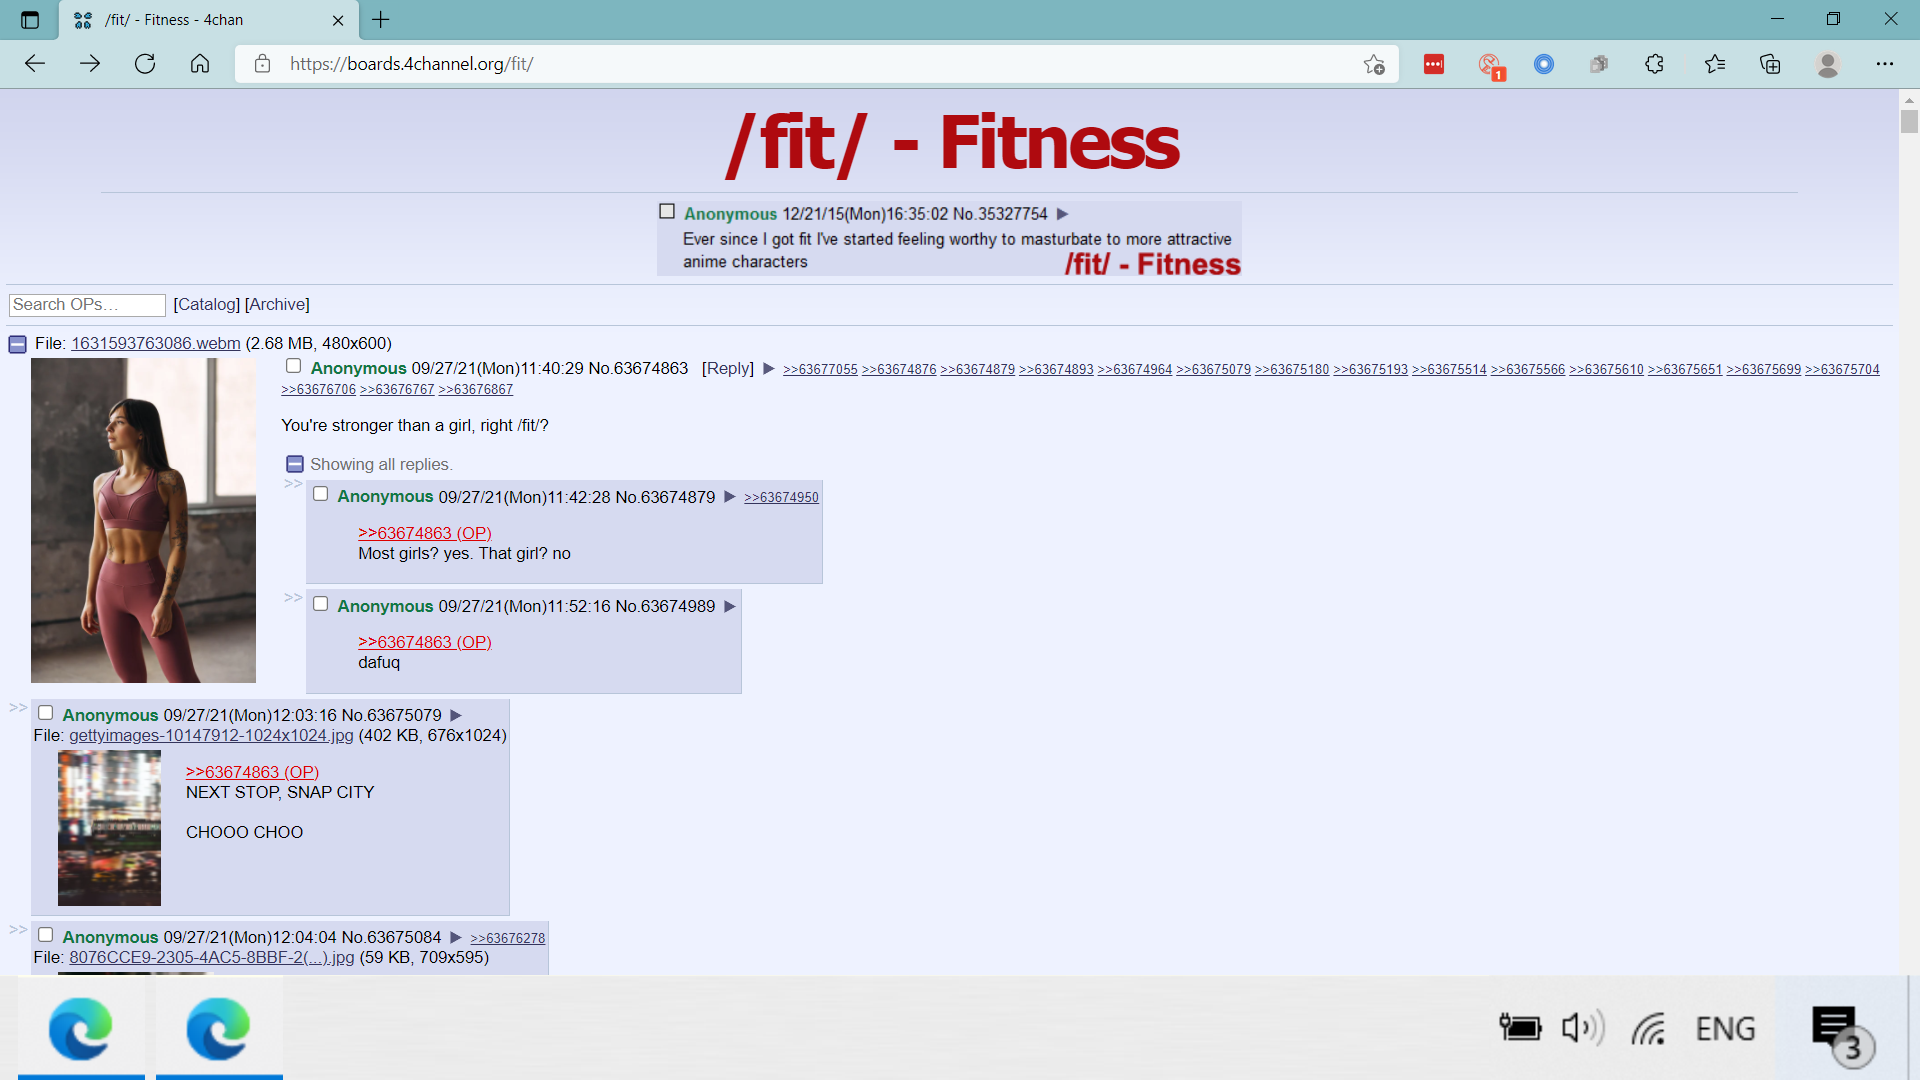 /fit/ - Fitness - 4chan
https://boards.4channel.org/fit/
1
/fit/ - Fitness
Anonymous 12/21/15(Mon)16:35:02 No.35327754 ▶
Ever since I got fit I've started feeling worthy to masturbate to more attractive
anime characters
/fit/ - Fitness
Search OPs… [Catalog] [Archive]
File: 1631593763086.webm (2.68 MB, 480x600)
Anonymous 09/27/21(Mon)11:40:29 No.63674863 [Reply] ▶ >>63677055 >>63674876 >>63674879 >>63674893 >>63674964 >>63675079 >>63675180 >>63675193 >>63675514 >>63675566 >>63675610 >>63675651 >>63675699 >>63675704
>>63676706 >>63676767 >>63676867
You're stronger than a girl, right /fit/?
Showing all replies.
>> Anonymous 09/27/21(Mon)11:42:28 No.63674879 ▶ >>63674950
>>63674863 (OP)
Most girls? yes. That girl? no
>> Anonymous 09/27/21(Mon)11:52:16 No.63674989 ▶
>>63674863 (OP)
dafuq
>> Anonymous 09/27/21(Mon)12:03:16 No.63675079 ▶
File: gettyimages-10147912-1024x1024.jpg (402 KB, 676x1024)
>>63674863 (OP)
NEXT STOP, SNAP CITY
CHOOO CHOO
>> Anonymous 09/27/21(Mon)12:04:04 No.63675084 ▶ >>63676278
File: 8076CCE9-2305-4AC5-8BBF-2(...).jpg (59 KB, 709x595)
ENG
3